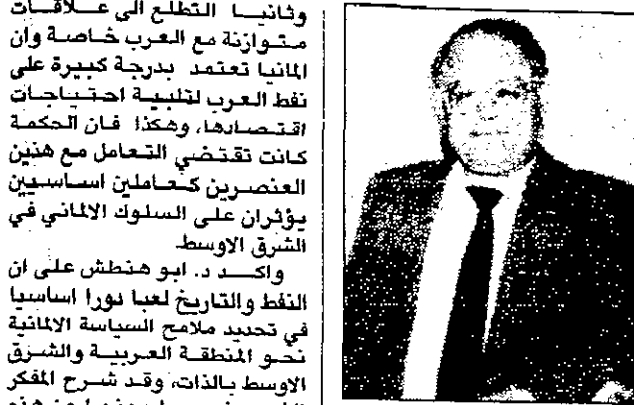 وثانيا التطلع الى علاقات
متوازنة مع العرب خاصة وان
المانيا تعتمد بدرجة كبيرة على
نفط العرب لتلبية احتياجات
اقتصادها، وهكذا فان الحكمة
كانت تقتضي التعامل مع هذين
العنصرين كعاملين اساسيين
يؤثران على السلوك الالماني في
الشرق الاوسط.
واكد د. ابو هنطش على ان
النفط والتاريخ لعبا دورا اساسيا
في تحديد ملامح السياسة الالمانية
نحو المنطقة العربية والشرق
الاوسط بالذات، وقد شرح المفكر